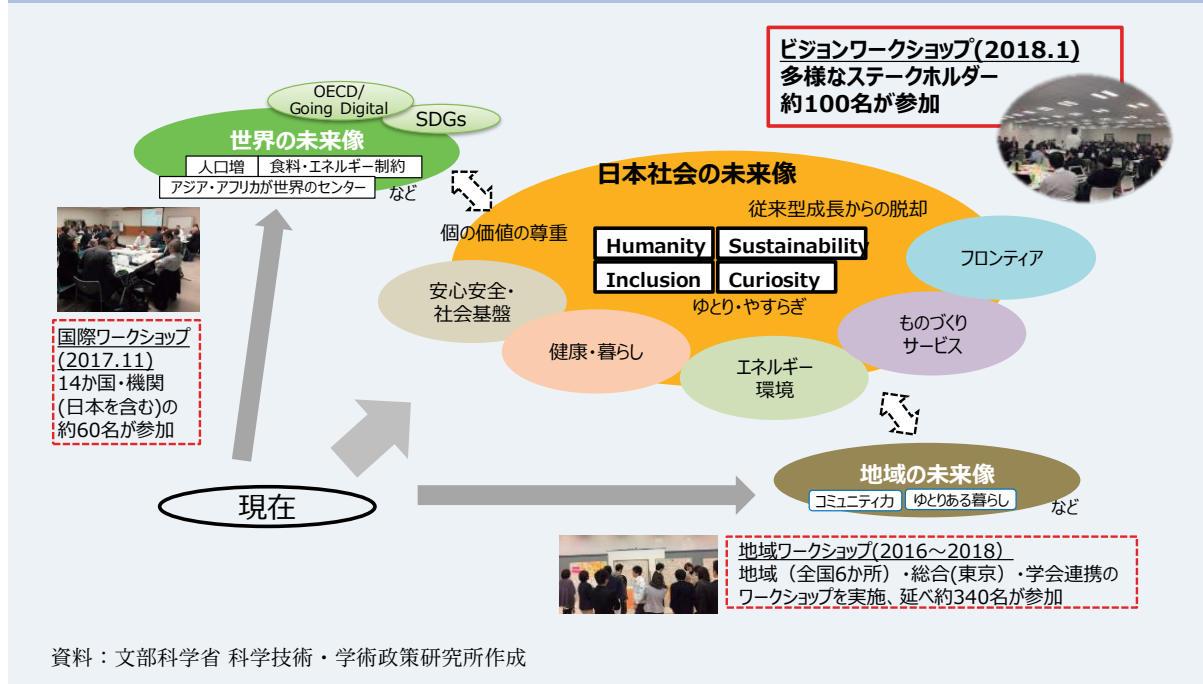 ビジョンワークショップ(2018.1)
多様なステークホルダー
約100名が参加
OECD/
Going Digital
SDGs
世界の未来像
人口増
食料・エネルギー制約
アジア・アフリカが世界のセンター
など
日本社会の未来像
従来型成長からの脱却
個の価値の尊重
Humanity
Sustainability
Inclusion
Curiosity
ゆとり・やすらぎ
フロンティア
安心安全・
社会基盤
健康・暮らし
エネルギー
環境
ものづくり
サービス
国際ワークショップ
(2017.11)
14か国・機関
(日本を含む)の
約60名が参加
現在
地域の未来像
コミュニティ力
ゆとりある暮らし
など
地域ワークショップ(2016～2018)
地域（全国6か所）・総合(東京）・学会連携の
ワークショップを実施、延べ約340名が参加
資料：文部科学省 科学技術・学術政策研究所作成